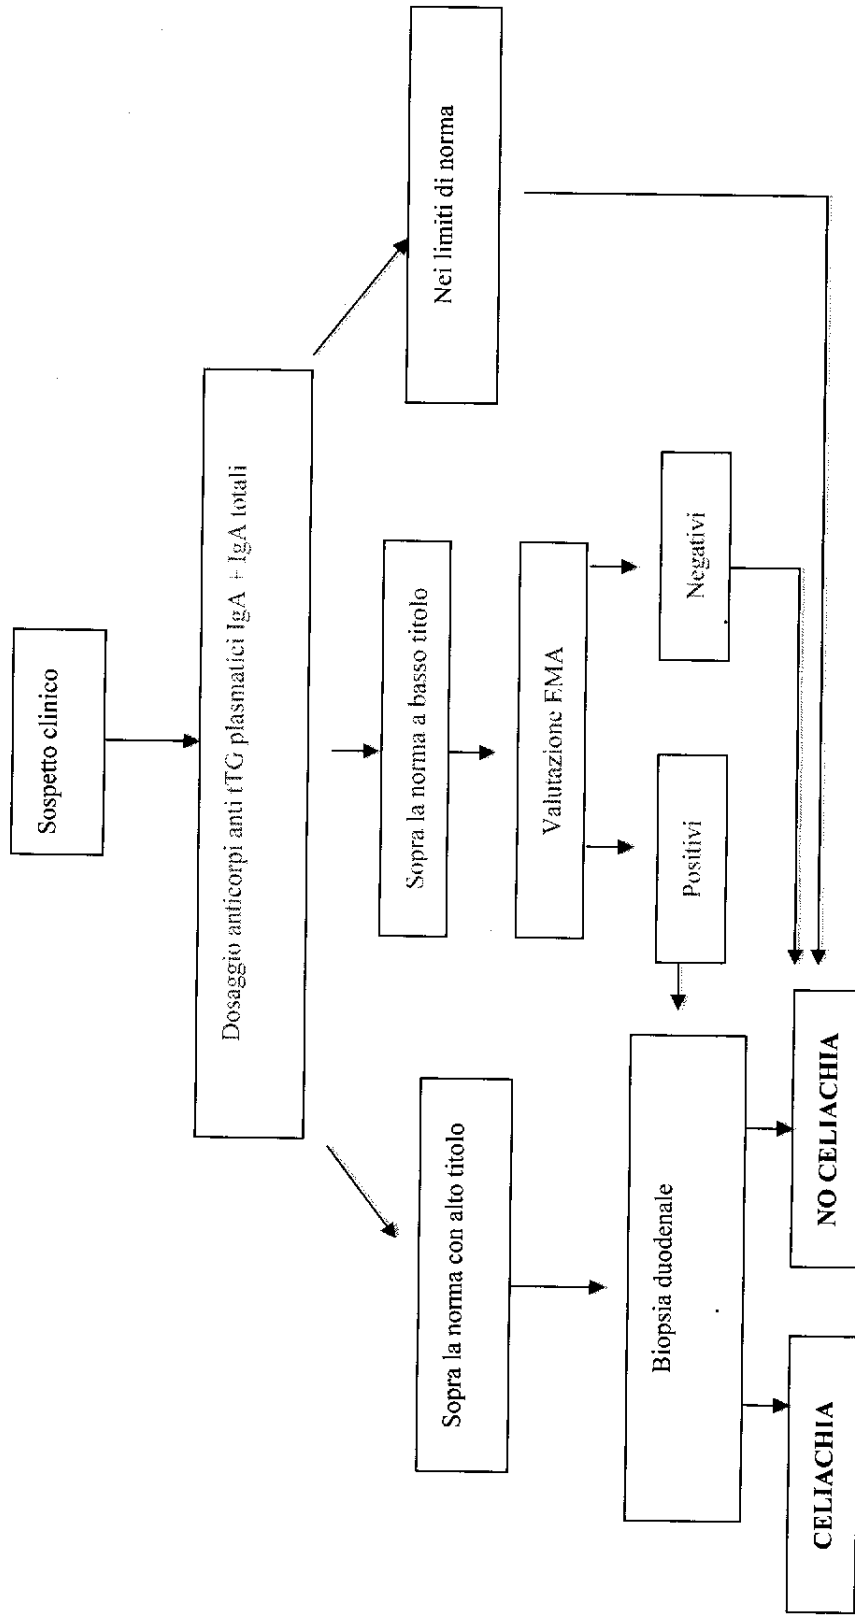 Sospetto clinico
Dosaggio anticorpi anti tTG plasmatici IgA + IgA totali
Sopra la norma con alto titolo
Sopra la norma a basso titolo
Nei limiti di norma
Valutazione EMA
Positivi
Negativi
Biopsia duodenale
CELIACHIA
NO CELIACHIA